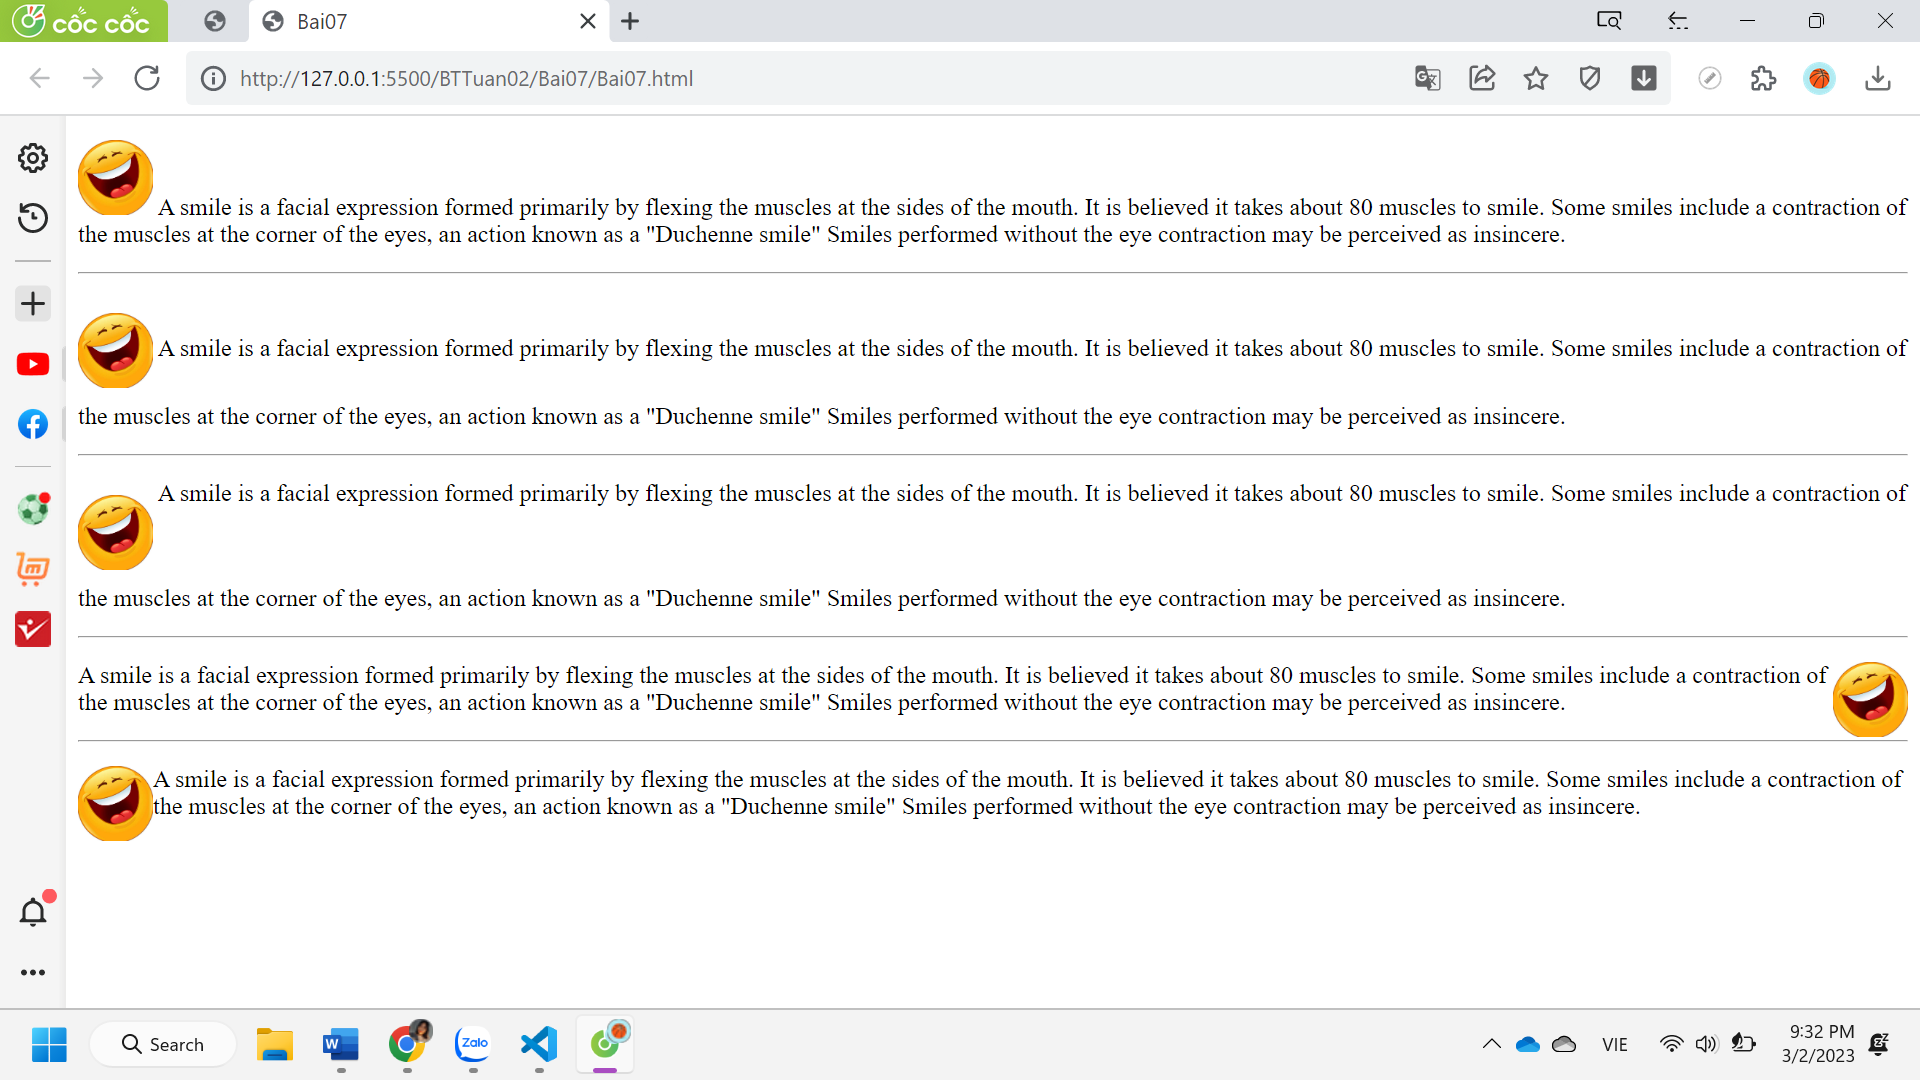 cốc cốc
Bai07
http://127.0.0.1:5500/BTTuan02/Bai07/Bai07.html
A smile is a facial expression formed primarily by flexing the muscles at the sides of the mouth. It is believed it takes about 80 muscles to smile. Some smiles include a contraction of
the muscles at the corner of the eyes, an action known as a "Duchenne smile" Smiles performed without the eye contraction may be perceived as insincere.
A smile is a facial expression formed primarily by flexing the muscles at the sides of the mouth. It is believed it takes about 80 muscles to smile. Some smiles include a contraction of
the muscles at the corner of the eyes, an action known as a "Duchenne smile" Smiles performed without the eye contraction may be perceived as insincere.
A smile is a facial expression formed primarily by flexing the muscles at the sides of the mouth. It is believed it takes about 80 muscles to smile. Some smiles include a contraction of
the muscles at the corner of the eyes, an action known as a "Duchenne smile" Smiles performed without the eye contraction may be perceived as insincere.
A smile is a facial expression formed primarily by flexing the muscles at the sides of the mouth. It is believed it takes about 80 muscles to smile. Some smiles include a contraction of
the muscles at the corner of the eyes, an action known as a "Duchenne smile" Smiles performed without the eye contraction may be perceived as insincere.
A smile is a facial expression formed primarily by flexing the muscles at the sides of the mouth. It is believed it takes about 80 muscles to smile. Some smiles include a contraction of
the muscles at the corner of the eyes, an action known as a "Duchenne smile" Smiles performed without the eye contraction may be perceived as insincere.
Search
W
Zalo
VIE
9:32 PM
3/2/2023